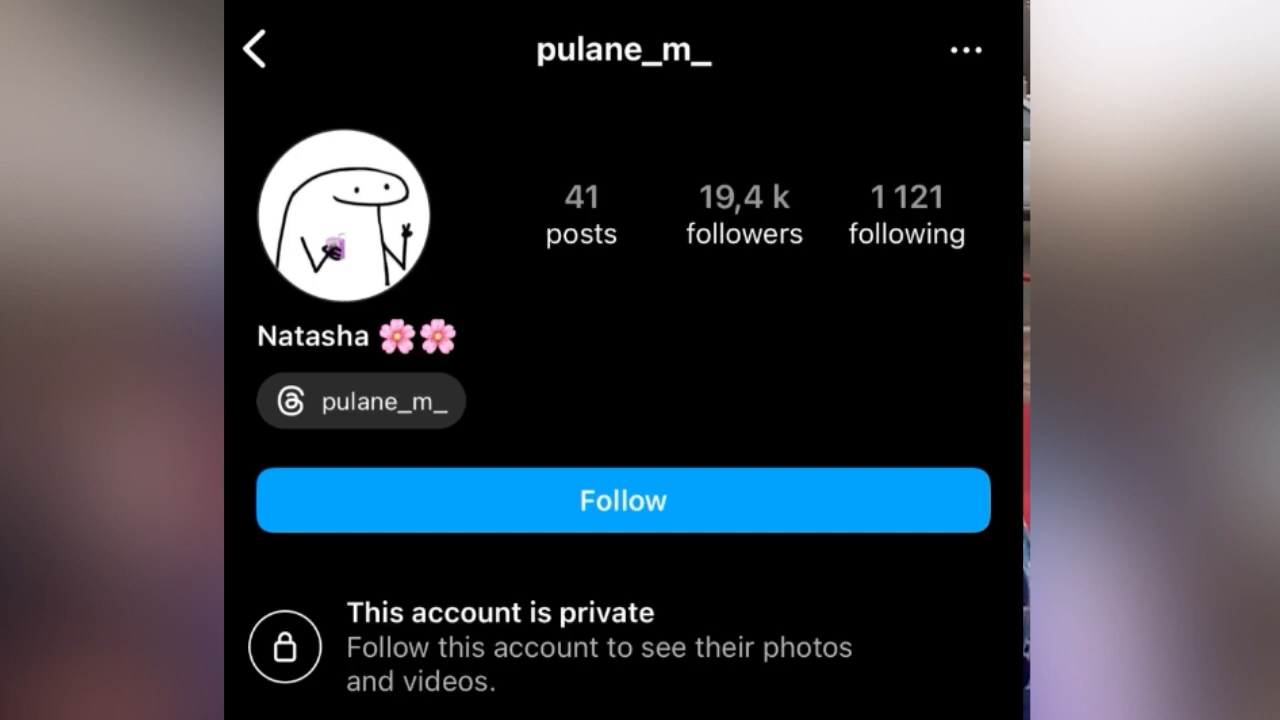 pulane_m_
41
posts
19,4 k
followers
1 121
following
Natasha 🌸🌸
pulane_m_
Follow
This account is private
Follow this account to see their photos
and videos.